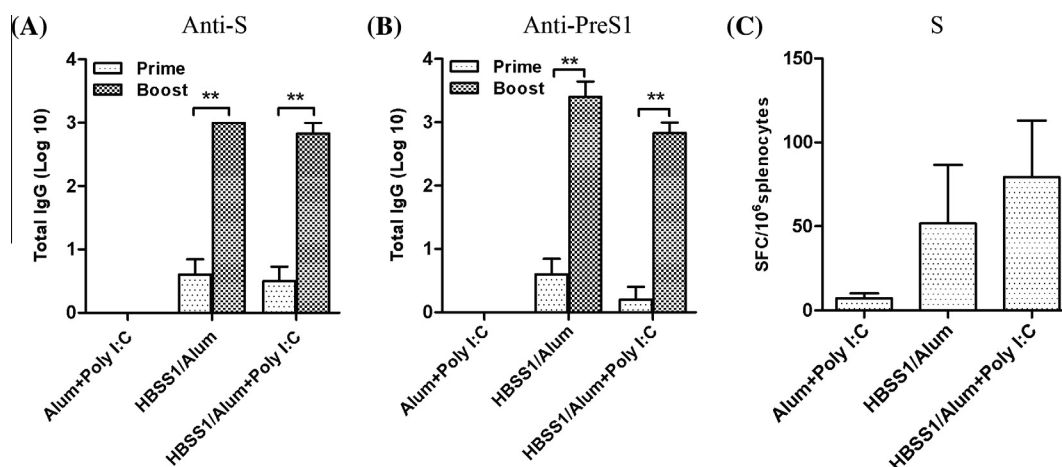 (A) Anti-S
Total IgG (Log 10)
4
3
2
1
0
Prime
Boost
**
**
Alum+Poly I:C
HBSS1/Alum
HBSS1/Alum+Poly I:C
(B) Anti-PreS1
Total IgG (Log 10)
4
3
2
1
0
Prime
Boost
**
**
Alum+Poly I:C
HBSS1/Alum
HBSS1/Alum+Poly I:C
(C) S
SFC/10⁶splenocytes
150
100
50
0
Alum+Poly I:C
HBSS1/Alum
HBSS1/Alum+Poly I:C